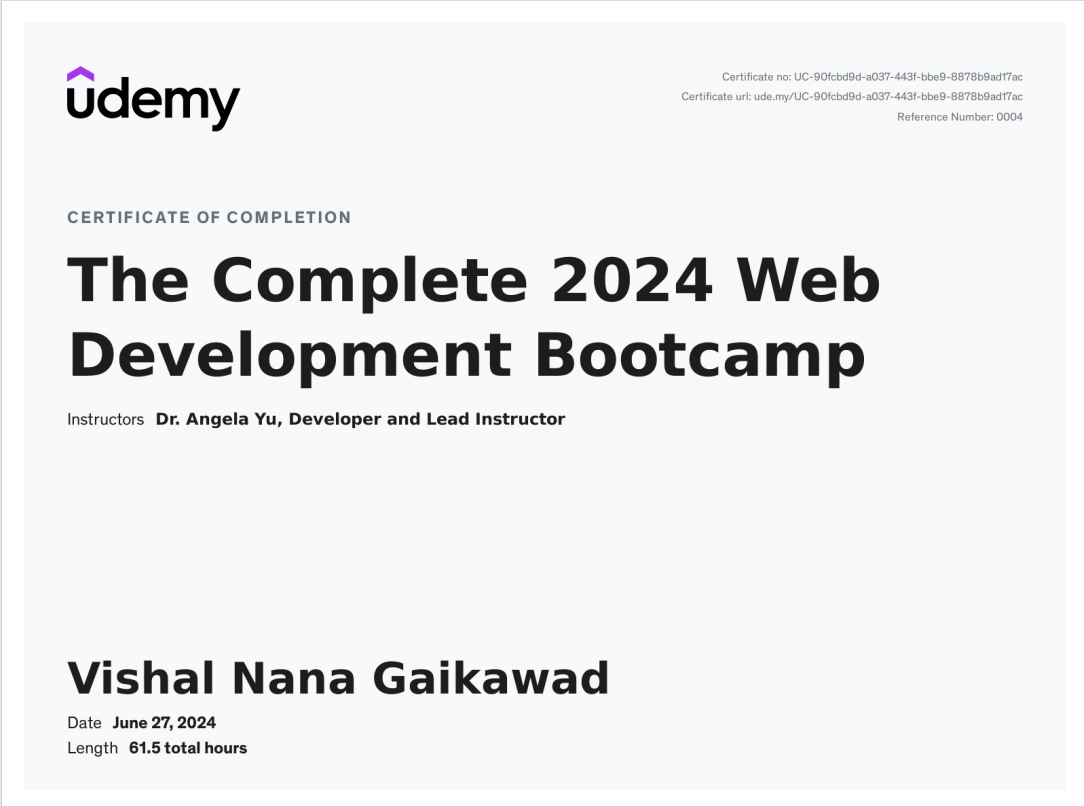 udemy
Certificate no: UC-90fcbd9d-a037-443f-bbe9-8878b9ad17ac
Certificate url: ude.my/UC-90fcbd9d-a037-443f-bbe9-8878b9ad17ac
Reference Number: 0004
CERTIFICATE OF COMPLETION
The Complete 2024 Web
Development Bootcamp
Instructors Dr. Angela Yu, Developer and Lead Instructor
Vishal Nana Gaikawad
Date June 27, 2024
Length 61.5 total hours